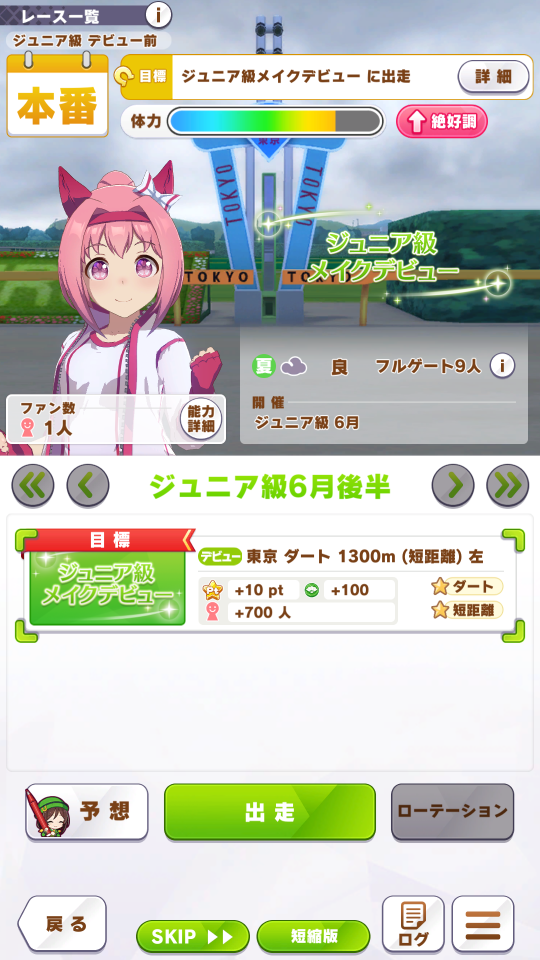 レース一覧
i
ジュニア級 デビュー前
本番
目標
ジュニア級メイクデビュー に出走
詳細
体力
絶好調
東京
TOKYO
TOKYO
TOKYO
TOKYO
ジュニア級
メイクデビュー
夏
良
フルゲート9人
i
開催
ジュニア級 6月
ファン数
1人
能力
詳細
ジュニア級6月後半
目標
ジュニア級
メイクデビュー
デビュー 東京 ダート 1300m (短距離) 左
+10 pt
+100
ダート
+700 人
短距離
予想
出走
ローテーション
戻る
SKIP
短縮版
ログ